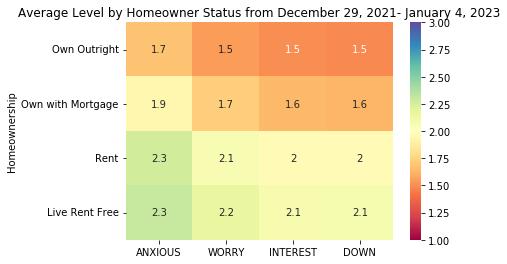 Average Level by Homeowner Status from December 29, 2021- January 4, 2023
Homeownership
Own Outright 1.7 1.5 1.5 1.5
Own with Mortgage 1.9 1.7 1.6 1.6
Rent 2.3 2.1 2 2
Live Rent Free 2.3 2.2 2.1 2.1
ANXIOUS WORRY INTEREST DOWN
3.00
2.75
2.50
2.25
2.00
1.75
1.50
1.25
1.00